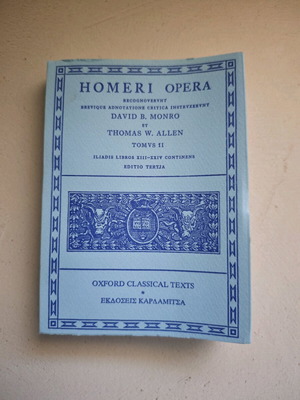 HOMERI OPERA
RECOGNOVERVNT
BREVIQVE ADNOTATIONE CRITICA INSTRVXERVNT
DAVID B. MONRO
ET
THOMAS W. ALLEN
TOMVS II
ILIADIS LIBROS XIII–XXIV CONTINENS
EDITIO TERTIA
OXFORD CLASSICAL TEXTS
ΕΚΔΟΣΕΙΣ ΚΑΡΔΑΜΙΤΣΑ